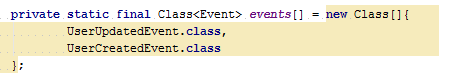 private static final Class<Event> events[] = new Class[]{
UserUpdatedEvent.class,
UserCreatedEvent.class
};